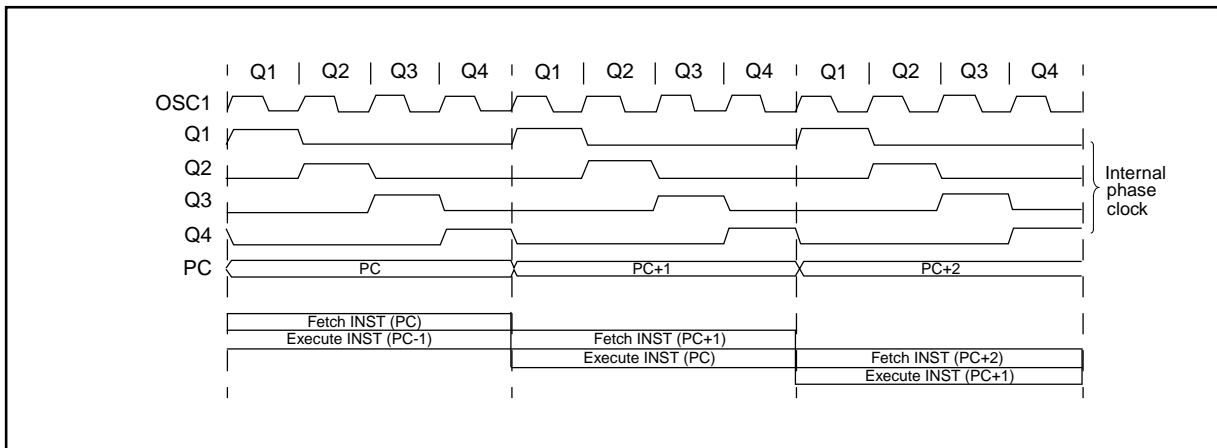 Q1 Q2 Q3 Q4 Q1 Q2 Q3 Q4 Q1 Q2 Q3 Q4
OSC1
Q1
Q2
Q3
Q4
Internal
phase
clock
PC PC PC+1 PC+2
Fetch INST (PC)
Execute INST (PC-1) Fetch INST (PC+1)
Execute INST (PC) Fetch INST (PC+2)
Execute INST (PC+1)